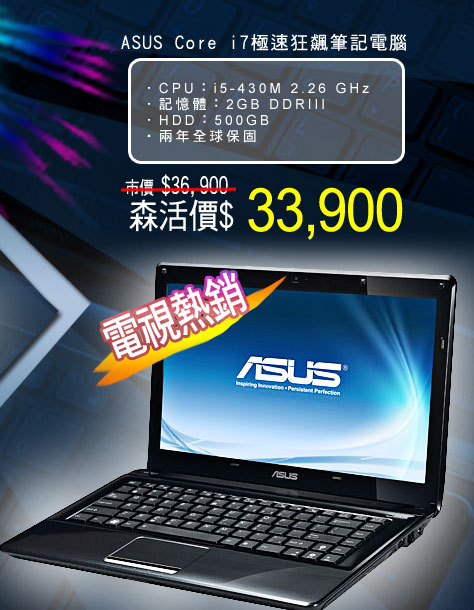 ASUS Core i7極速狂飆筆記電腦
．CPU：i5-430M 2.26 GHz
．記憶體：2GB DDRIII
．HDD：500GB
．兩年全球保固
市價 $36,900
森活價$ 33,900
電視熱銷
ASUS®
Inspiring Innovation • Persistent Perfection
ASUS